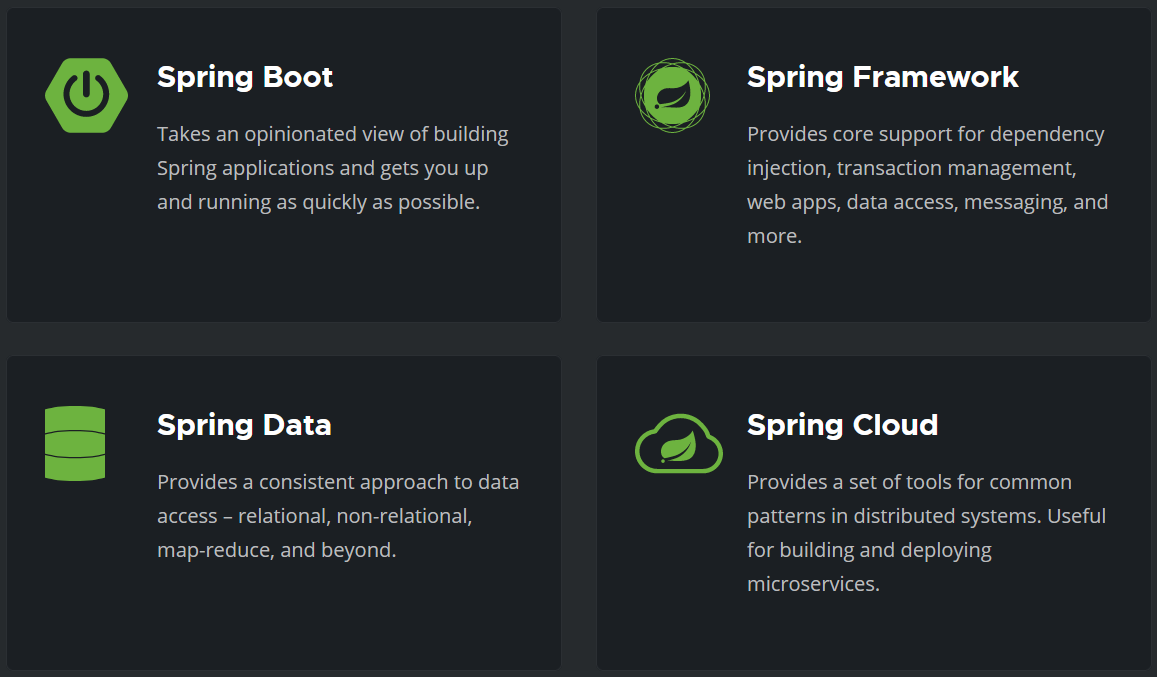 Spring Boot
Takes an opinionated view of building
Spring applications and gets you up
and running as quickly as possible.
Spring Framework
Provides core support for dependency
injection, transaction management,
web apps, data access, messaging, and
more.
Spring Data
Provides a consistent approach to data
access – relational, non-relational,
map-reduce, and beyond.
Spring Cloud
Provides a set of tools for common
patterns in distributed systems. Useful
for building and deploying
microservices.